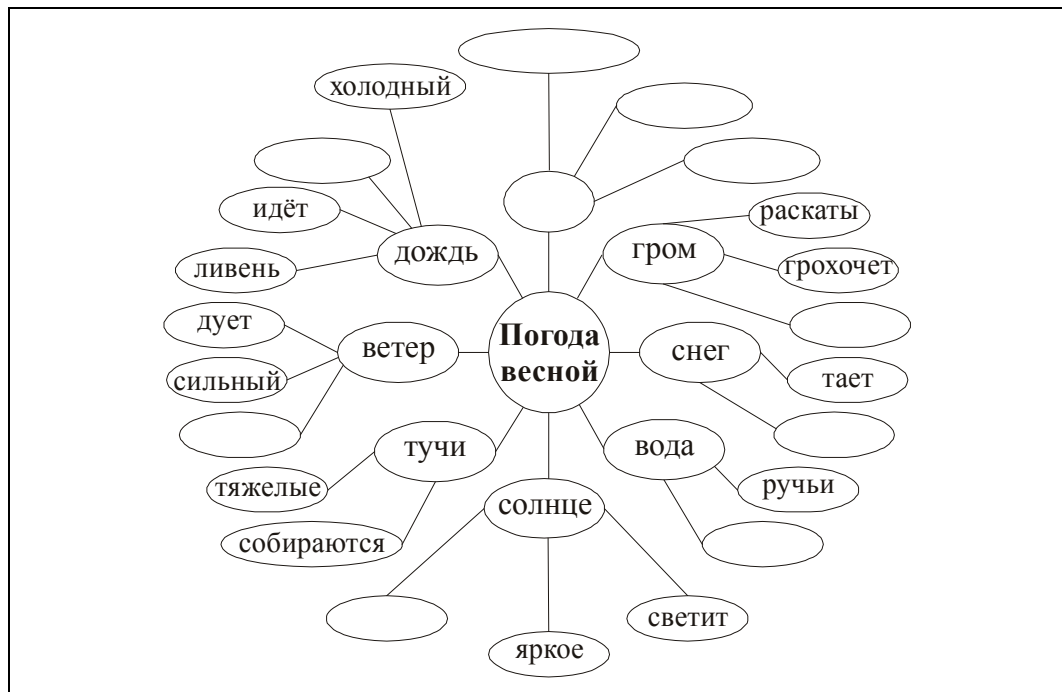 холодный
идёт
раскаты
дождь
гром
ливень
грохочет
дует
Погода
весной
ветер
снег
сильный
тает
тучи
вода
тяжелые
ручьи
солнце
собираются
светит
яркое